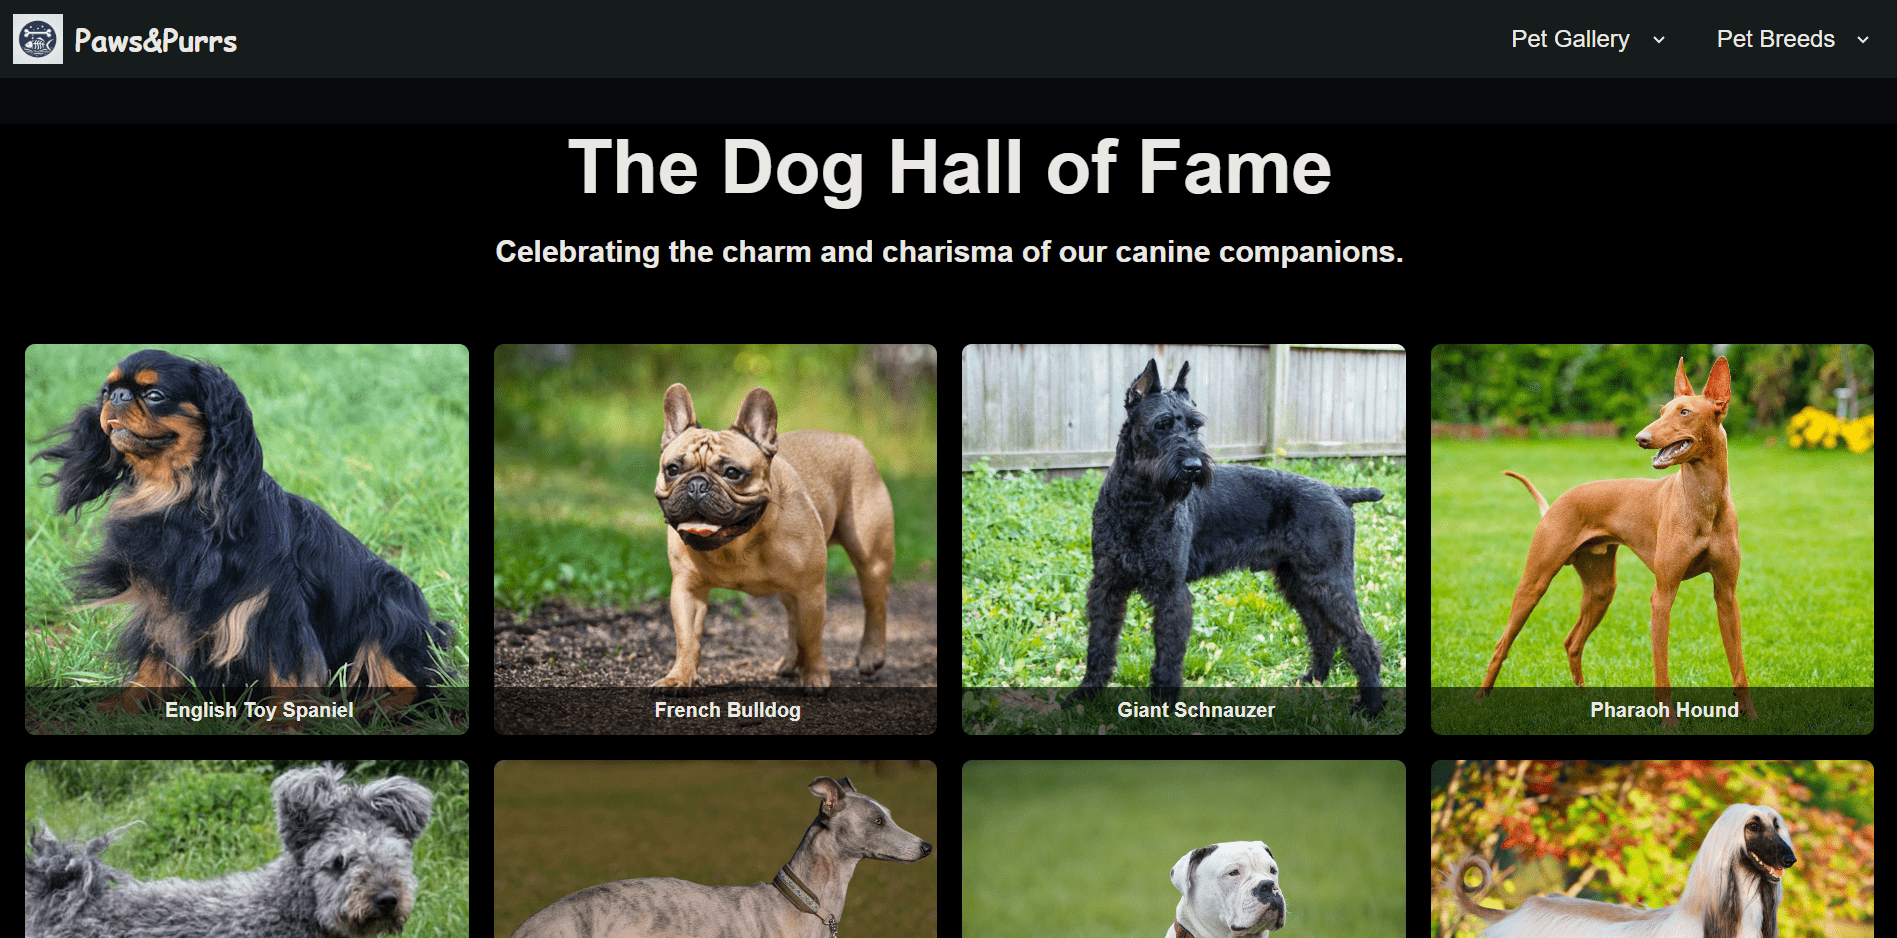 Paws&Purrs
Pet Gallery
Pet Breeds
The Dog Hall of Fame
Celebrating the charm and charisma of our canine companions.
English Toy Spaniel
French Bulldog
Giant Schnauzer
Pharaoh Hound